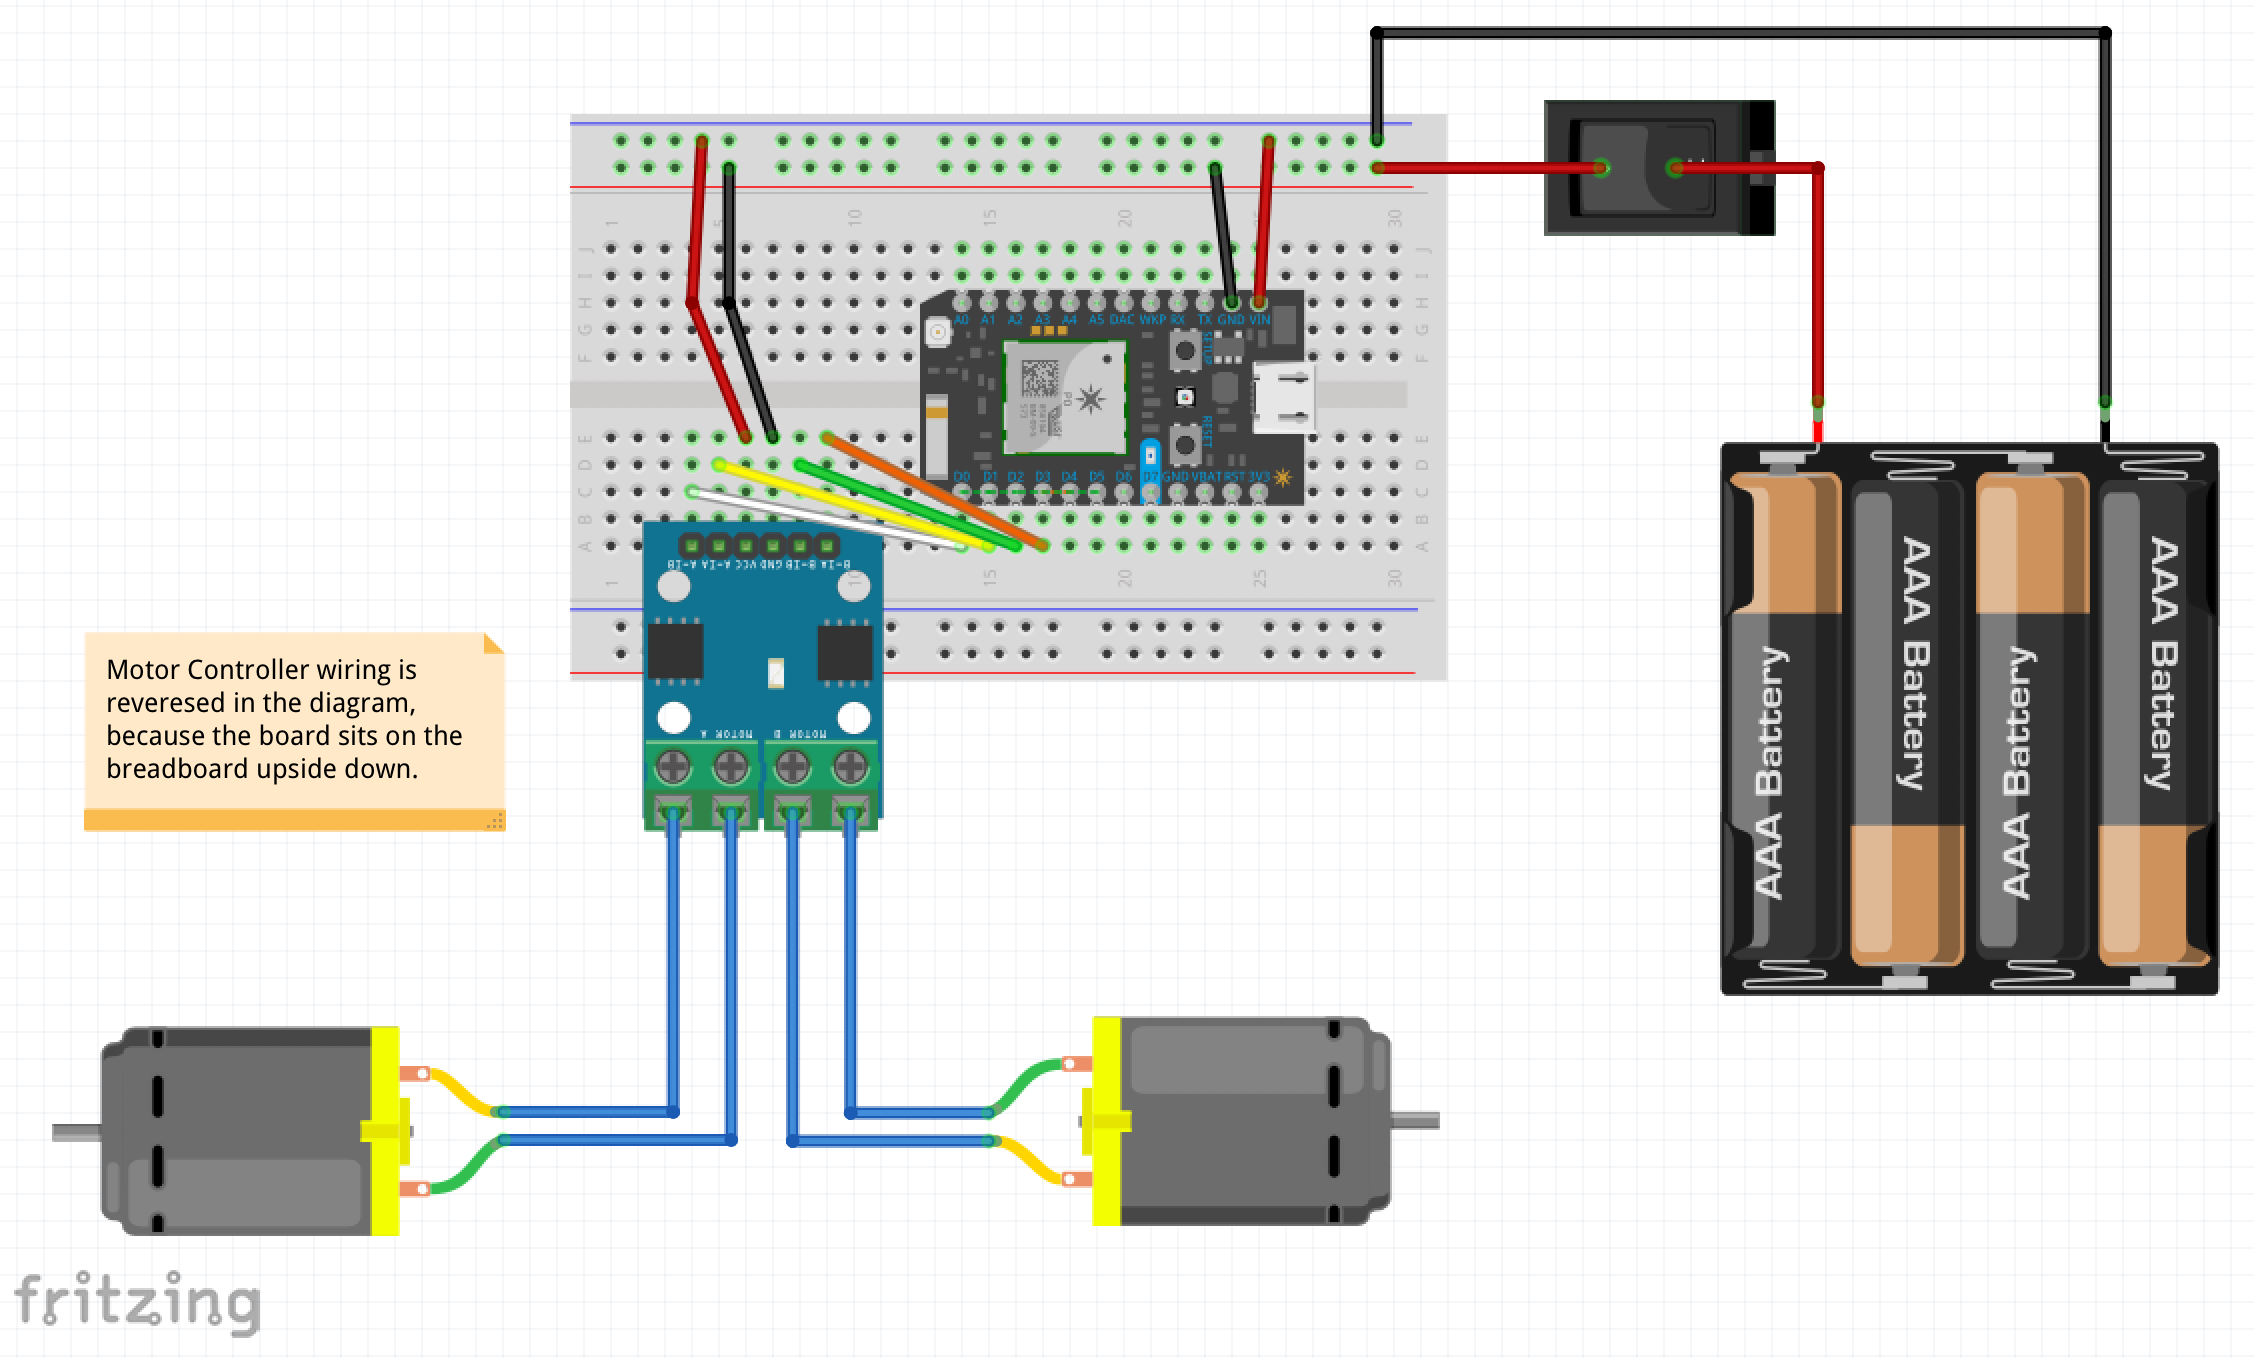 1 5 10 15 20 30
J
I
H
G
F
A0 A1 A2 A3 A4 A5 DAC WKP RX TX GND VIN
SETUP
P0
RESET
E
D
C
B
A
D0 D1 D2 D3 D4 D5 D6 D7 GND VBAT RST 3V3
A-IB A-IA VCC GND B-IB B-IA
1 10 15 20 25 30
MOTOR A MOTOR B
Motor Controller wiring is
reveresed in the diagram,
because the board sits on the
breadboard upside down.
AAA Battery
AAA Battery
AAA Battery
AAA Battery
fritzing